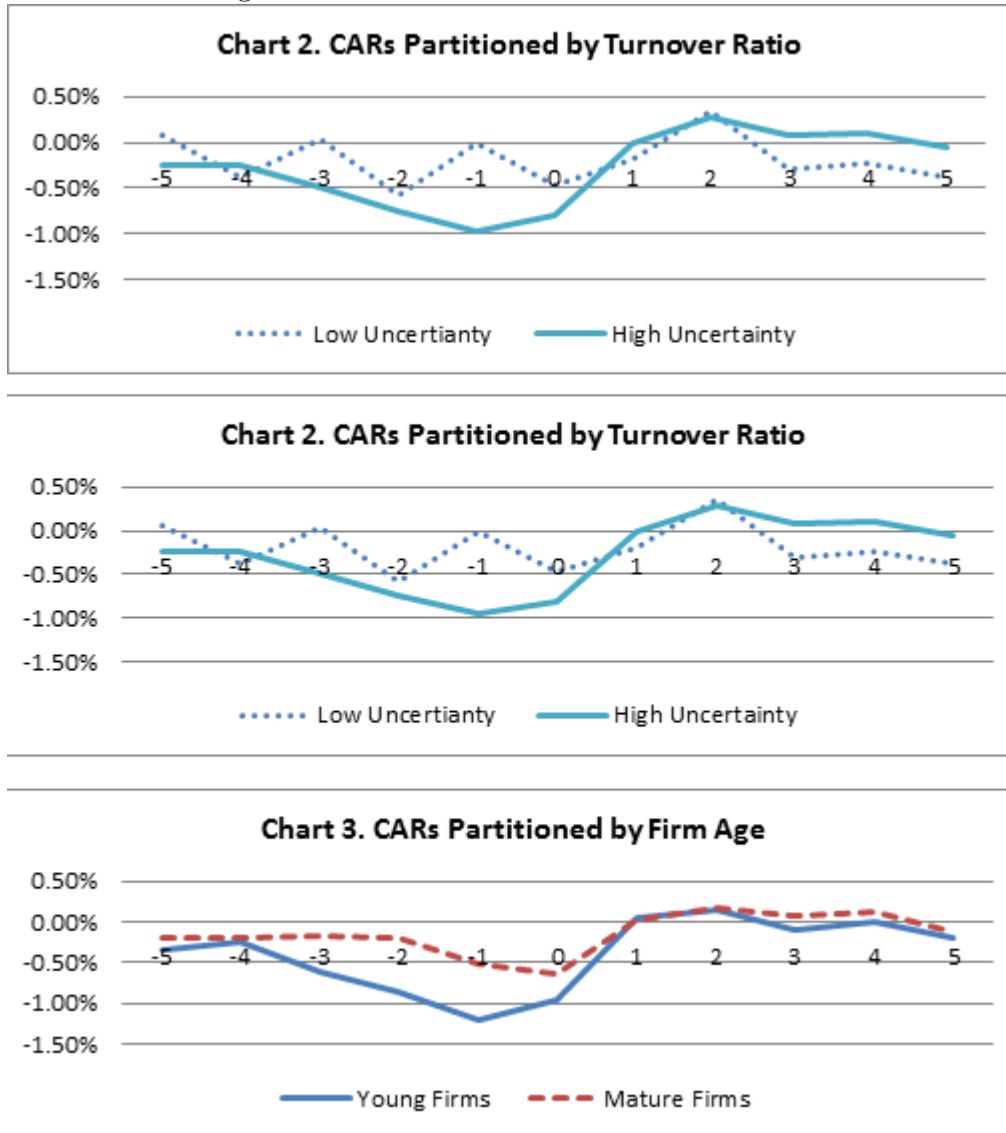 Chart 2. CARs Partitioned by Turnover Ratio
0.50%
0.00%
-5 -4 -3 -2 -1 0 1 2 3 4 5
-0.50%
-1.00%
-1.50%
Low Uncertianty High Uncertainty
Chart 2. CARs Partitioned by Turnover Ratio
0.50%
0.00%
-5 -4 -3 -2 -1 0 1 2 3 4 5
-0.50%
-1.00%
-1.50%
Low Uncertianty High Uncertainty
Chart 3. CARs Partitioned by Firm Age
0.50%
0.00%
-5 -4 -3 -2 -1 0 1 2 3 4 5
-0.50%
-1.00%
-1.50%
Young Firms Mature Firms